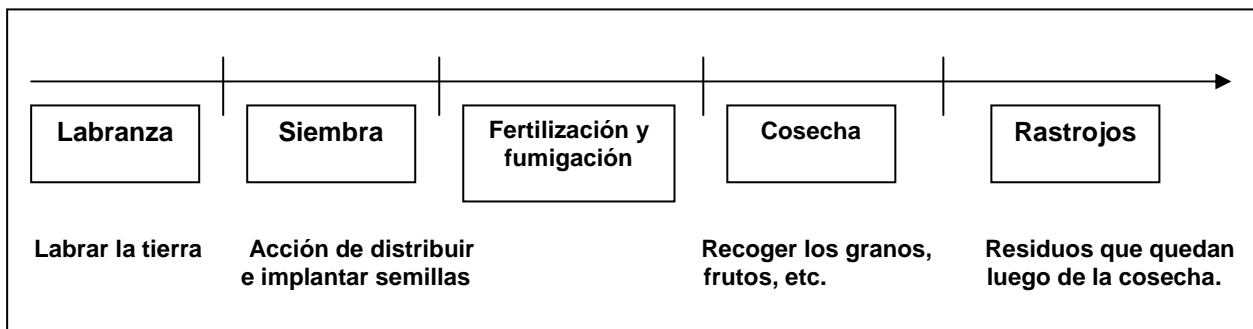 Labranza
Siembra
Fertilización y
fumigación
Cosecha
Rastrojos
Labrar la tierra
Acción de distribuir
e implantar semillas
Recoger los granos,
frutos, etc.
Residuos que quedan
luego de la cosecha.